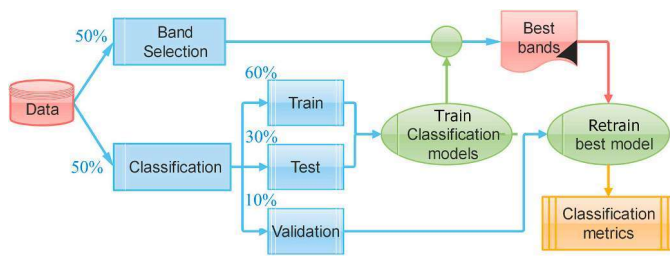 50%
Band
Selection
Best
bands
Data
60%
Train
30%
Test
Train
Classification
models
Retrain
best model
50%
Classification
10%
Validation
Classification
metrics